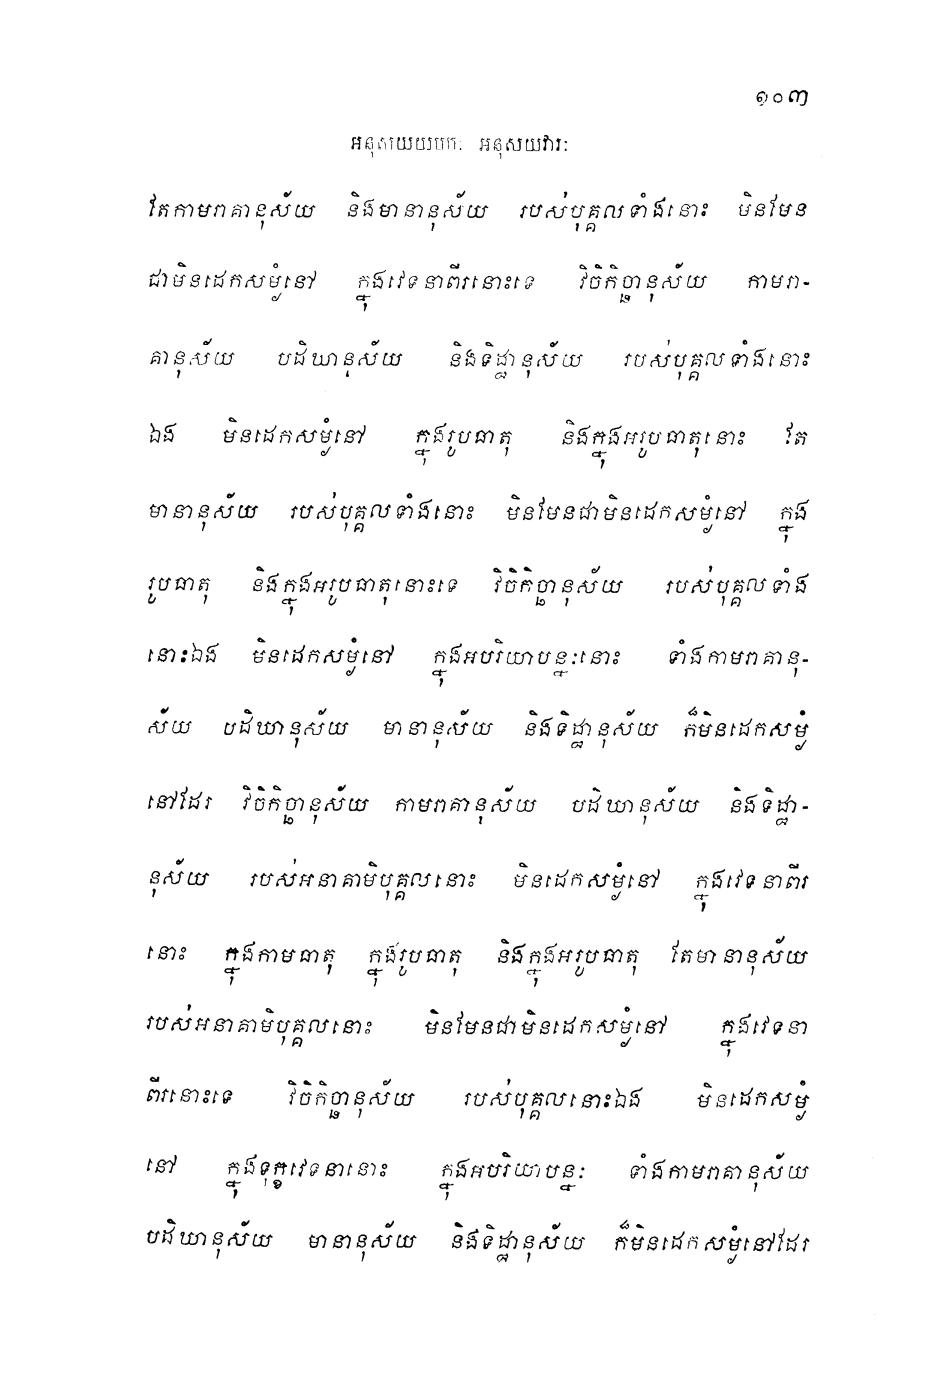 ១០៣
អនុសយយមកៈ អនុសយវារៈ
តែកាមរាគានុស័យ និងមានានុស័យ របស់បុគ្គលទាំងនោះ មិនមែន
ជាមិនដេកសម្ងំនៅ ក្នុងវេទនាពីរនោះទេ វិចិកិច្ឆានុស័យ កាមរា-
គានុស័យ បដិឃានុស័យ និងទិដ្ឋានុស័យ របស់បុគ្គលទាំងនោះ
ឯង មិនដេកសម្ងំនៅ ក្នុងរូបធាតុ និងក្នុងអរូបធាតុនោះ តែ
មានានុស័យ របស់បុគ្គលទាំងនោះ មិនមែនជាមិនដេកសម្ងំនៅ ក្នុង
រូបធាតុ និងក្នុងអរូបធាតុនោះទេ វិចិកិច្ឆានុស័យ របស់បុគ្គលទាំង
នោះឯង មិនដេកសម្ងំនៅ ក្នុងអបរិយាបន្នៈនោះ ទាំងកាមរាគានុ-
ស័យ បដិឃានុស័យ មានានុស័យ និងទិដ្ឋានុស័យ ក៏មិនដេកសម្ងំ
នៅដែរ វិចិកិច្ឆានុស័យ កាមរាគានុស័យ បដិឃានុស័យ និងទិដ្ឋា-
នុស័យ របស់អនាគាមិបុគ្គលនោះ មិនដេកសម្ងំនៅ ក្នុងវេទនាពីរ
នោះ ក្នុងកាមធាតុ ក្នុងរូបធាតុ និងក្នុងអរូបធាតុ តែមានានុស័យ
របស់អនាគាមិបុគ្គលនោះ មិនមែនជាមិនដេកសម្ងំនៅ ក្នុងវេទនា
ពីរនោះទេ វិចិកិច្ឆានុស័យ របស់បុគ្គលនោះឯង មិនដេកសម្ងំ
នៅ ក្នុងទុក្ខវេទនានោះ ក្នុងអបរិយាបន្នៈ ទាំងកាមរាគានុស័យ
បដិឃានុស័យ មានានុស័យ និងទិដ្ឋានុស័យ ក៏មិនដេកសម្ងំនៅដែរ